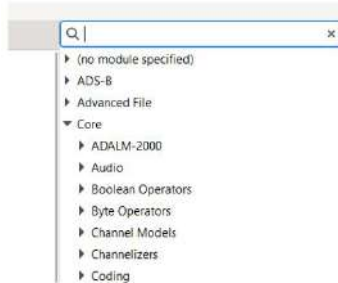 (no module specified)
ADS-B
Advanced File
Core
ADALM-2000
Audio
Boolean Operators
Byte Operators
Channel Models
Channelizers
Coding